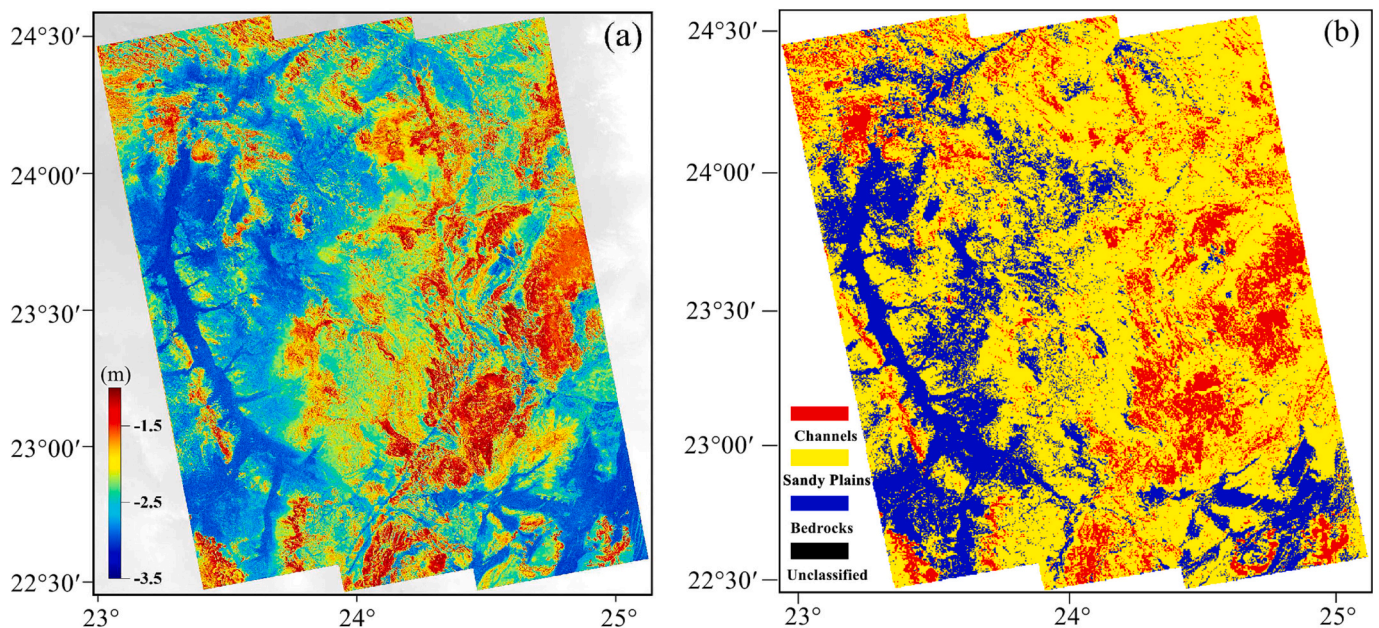 (a)
24°30′
24°00′
23°30′
23°00′
22°30′
23°
24°
25°
(m)
-1.5
-2.5
-3.5
(b)
24°30′
24°00′
23°30′
23°00′
22°30′
23°
24°
25°
Channels
Sandy Plains
Bedrocks
Unclassified